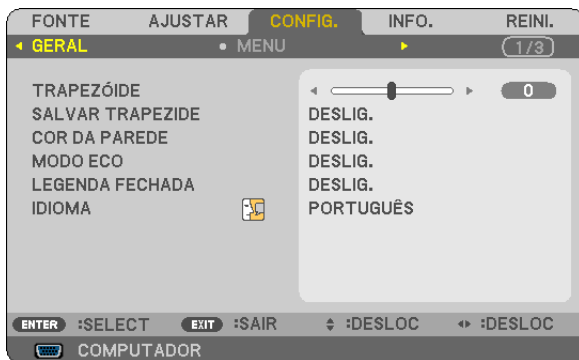 FONTE AJUSTAR CONFIG. INFO. REINI.
GERAL MENU (1/3)
TRAPEZÓIDE 0
SALVAR TRAPEZIDE DESLIG.
COR DA PAREDE DESLIG.
MODO ECO DESLIG.
LEGENDA FECHADA DESLIG.
IDIOMA PORTUGUÊS
ENTER :SELECT EXIT :SAIR :DESLOC :DESLOC
COMPUTADOR